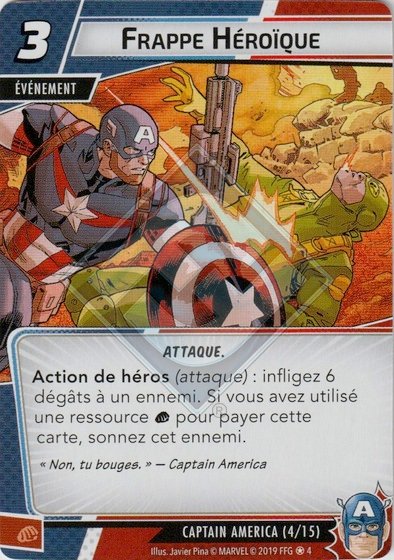 3
FRAPPE HÉROÏQUE
ÉVÉNEMENT
A
ATTAQUE.
Action de héros (attaque) : infligez 6
dégâts à un ennemi. Si vous avez utilisé
une ressource pour payer cette
carte, sonnez cet ennemi.
« Non, tu bouges. » — Captain America
A
CAPTAIN AMERICA (4/15)
Illus. Javier Pina © MARVEL © 2019 FFG 4
®